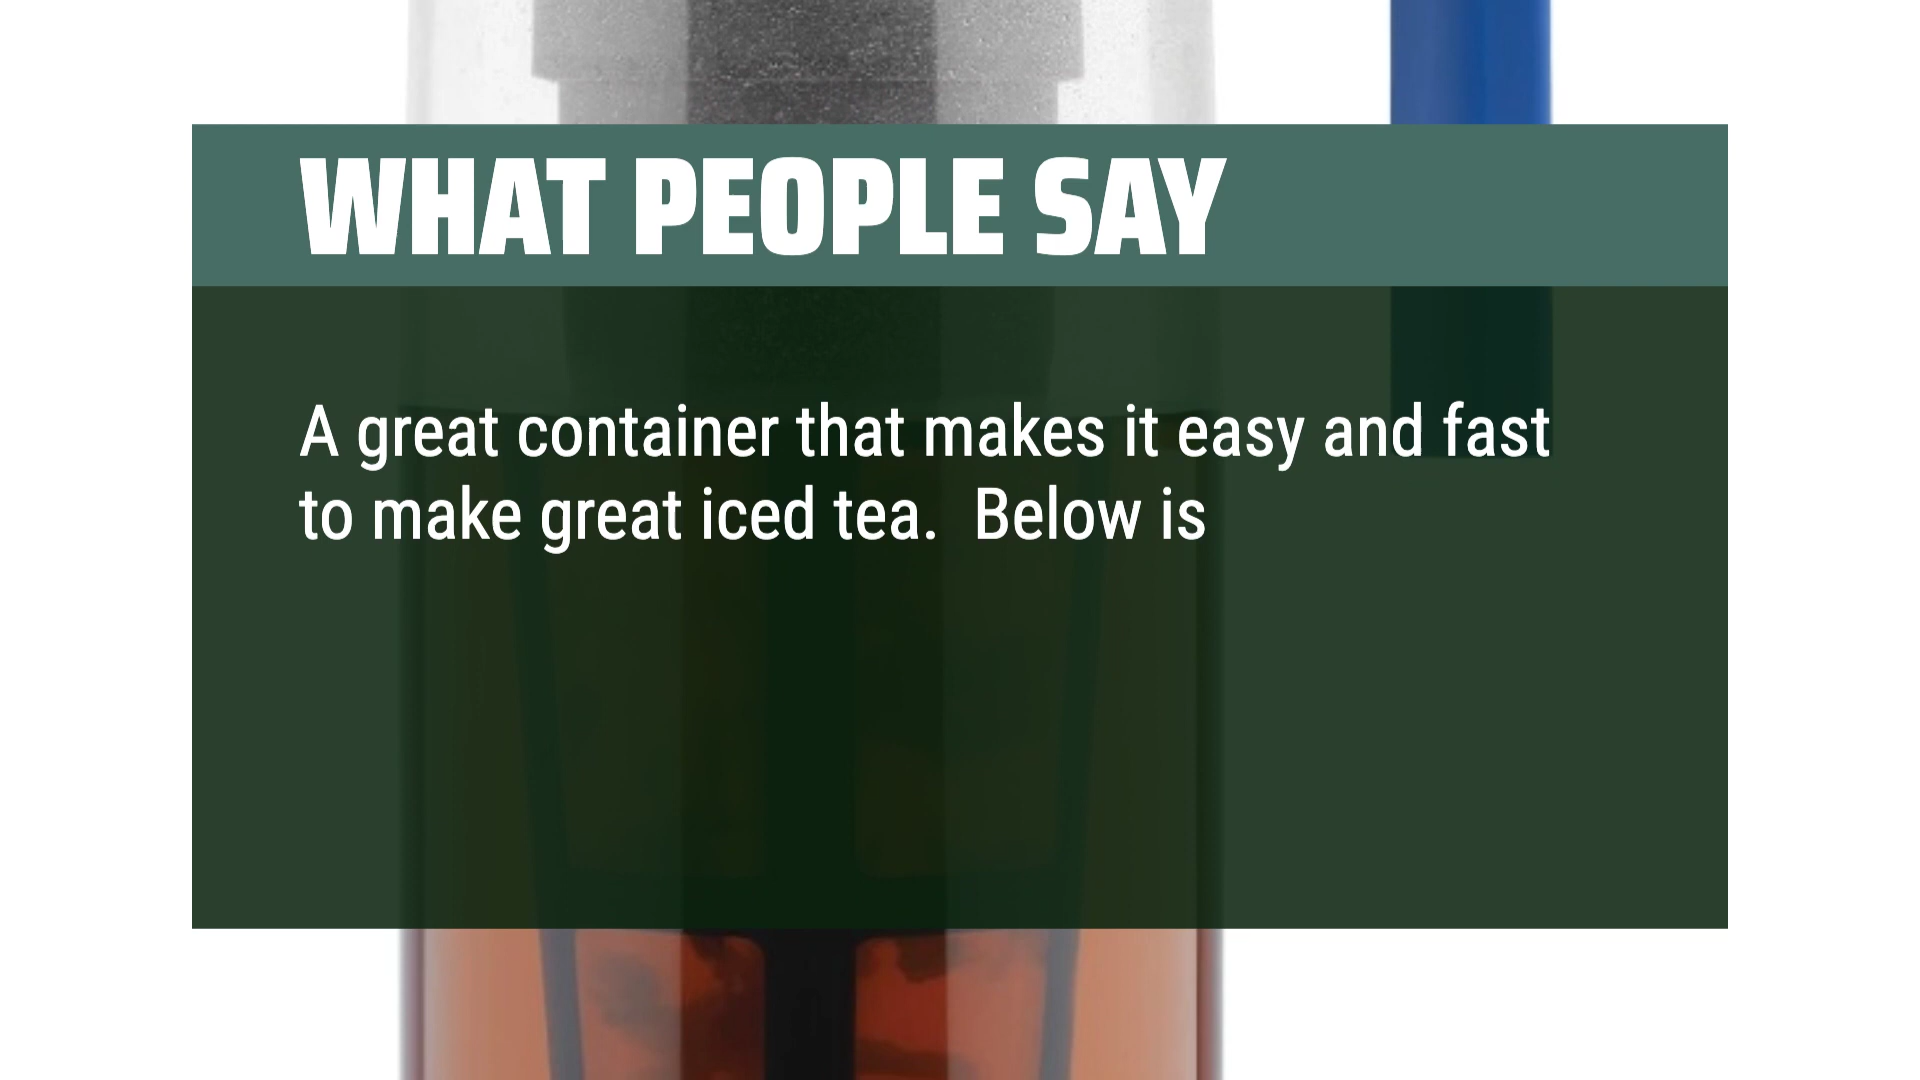 WHAT PEOPLE SAY
A great container that makes it easy and fast
to make great iced tea.  Below is